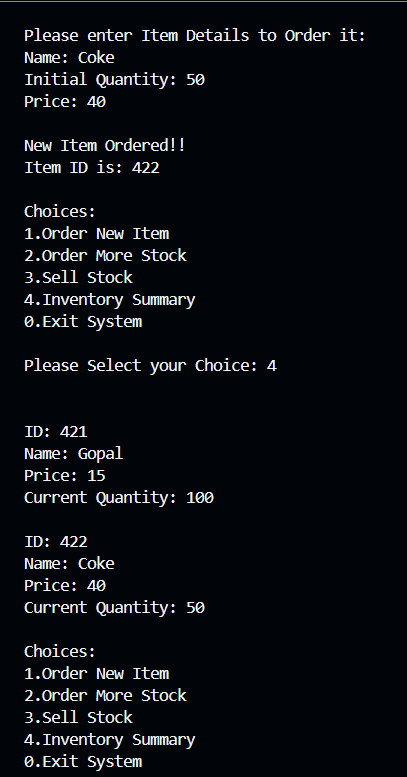 Please enter Item Details to Order it:
Name: Coke
Initial Quantity: 50
Price: 40
New Item Ordered!!
Item ID is: 422
Choices:
1.Order New Item
2.Order More Stock
3.Sell Stock
4.Inventory Summary
0.Exit System
Please Select your Choice: 4
ID: 421
Name: Gopal
Price: 15
Current Quantity: 100
ID: 422
Name: Coke
Price: 40
Current Quantity: 50
Choices:
1.Order New Item
2.Order More Stock
3.Sell Stock
4.Inventory Summary
0.Exit System